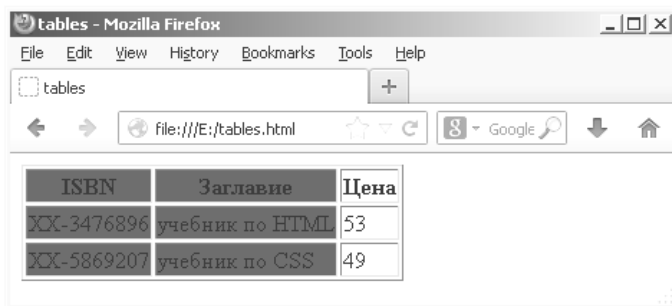 tables - Mozilla Firefox
File Edit View History Bookmarks Tools Help
tables
file:///E:/tables.html Google
ISBN Заглавие Цена
XX-3476896 учебник по HTML 53
XX-5869207 учебник по CSS 49